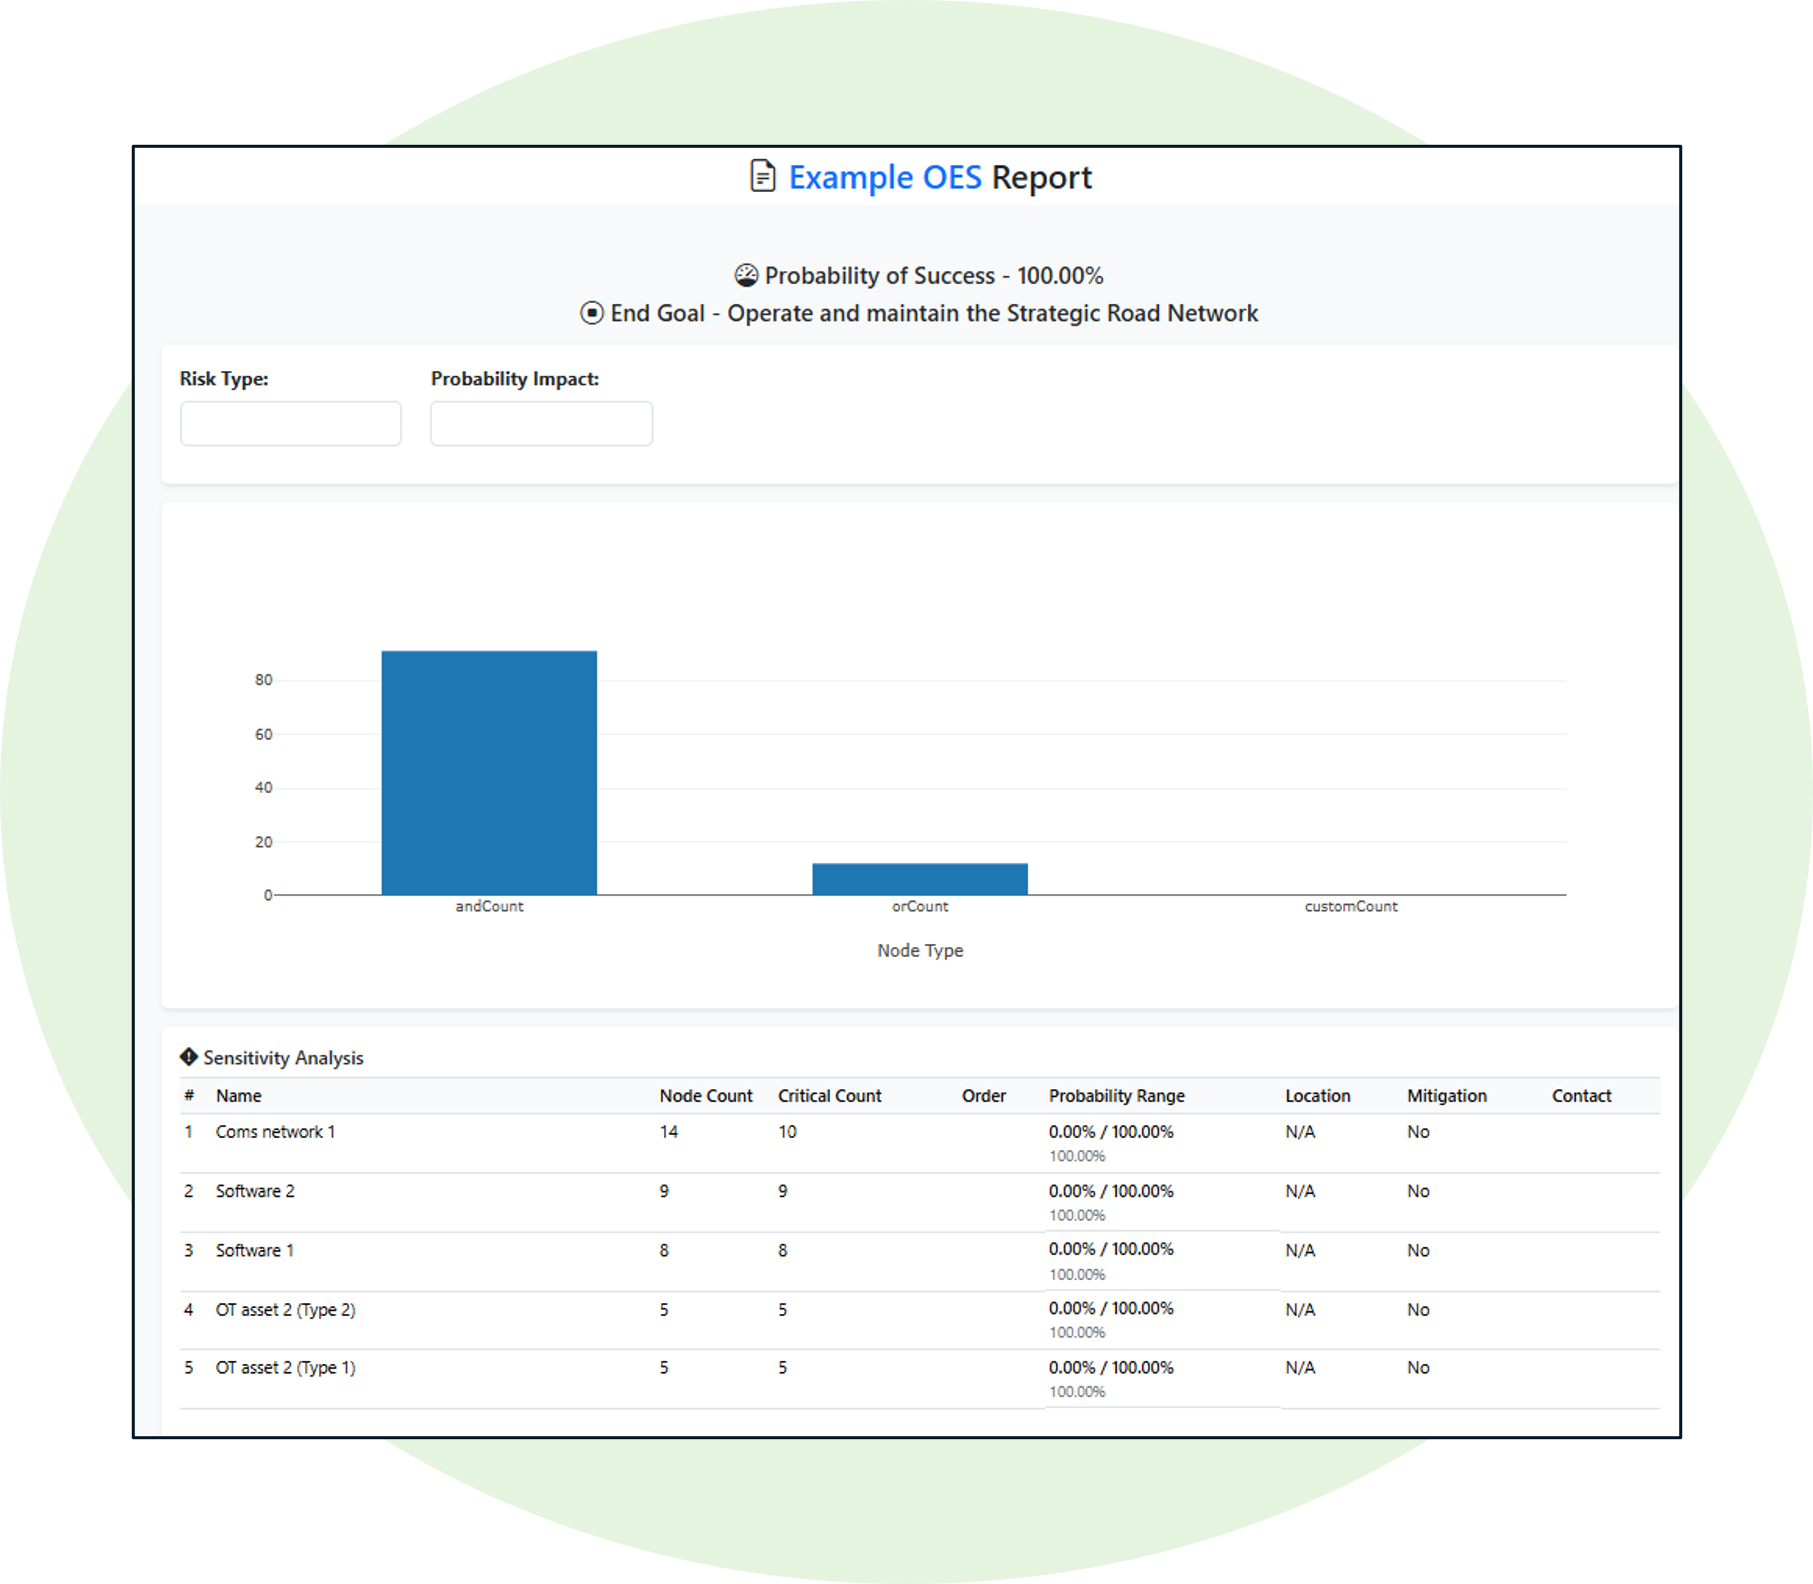 Example OES Report
Probability of Success - 100.00%
End Goal - Operate and maintain the Strategic Road Network
Risk Type: Probability Impact:
80
60
40
20
0
andCount orCount customCount
Node Type
Sensitivity Analysis
# Name Node Count Critical Count Order Probability Range Location Mitigation Contact
1 Coms network 1 14 10 0.00% / 100.00% N/A No
100.00%
2 Software 2 9 9 0.00% / 100.00% N/A No
100.00%
3 Software 1 8 8 0.00% / 100.00% N/A No
100.00%
4 OT asset 2 (Type 2) 5 5 0.00% / 100.00% N/A No
100.00%
5 OT asset 2 (Type 1) 5 5 0.00% / 100.00% N/A No
100.00%